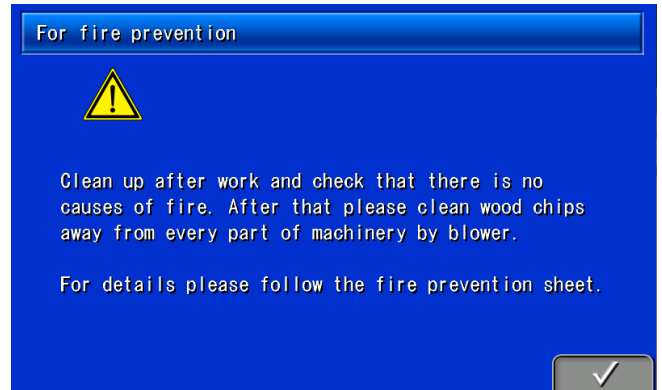 For fire prevention
Clean up after work and check that there is no
causes of fire. After that please clean wood chips
away from every part of machinery by blower.
For details please follow the fire prevention sheet.